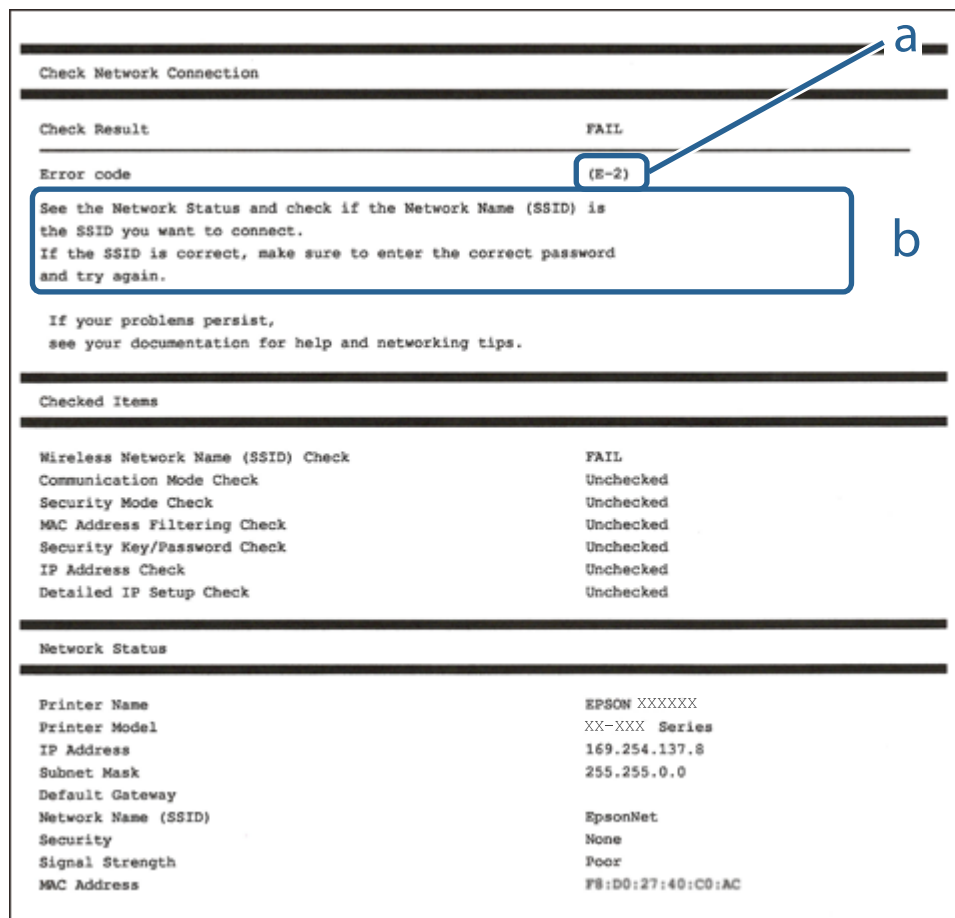 a
Check Network Connection
Check Result FAIL
Error code (E-2)
See the Network Status and check if the Network Name (SSID) is
the SSID you want to connect.
If the SSID is correct, make sure to enter the correct password
and try again.
b
If your problems persist,
see your documentation for help and networking tips.
Checked Items
Wireless Network Name (SSID) Check FAIL
Communication Mode Check Unchecked
Security Mode Check Unchecked
MAC Address Filtering Check Unchecked
Security Key/Password Check Unchecked
IP Address Check Unchecked
Detailed IP Setup Check Unchecked
Network Status
Printer Name EPSON XXXXXX
Printer Model XX-XXX Series
IP Address 169.254.137.8
Subnet Mask 255.255.0.0
Default Gateway
Network Name (SSID) EpsonNet
Security None
Signal Strength Poor
MAC Address F8:D0:27:40:C0:AC